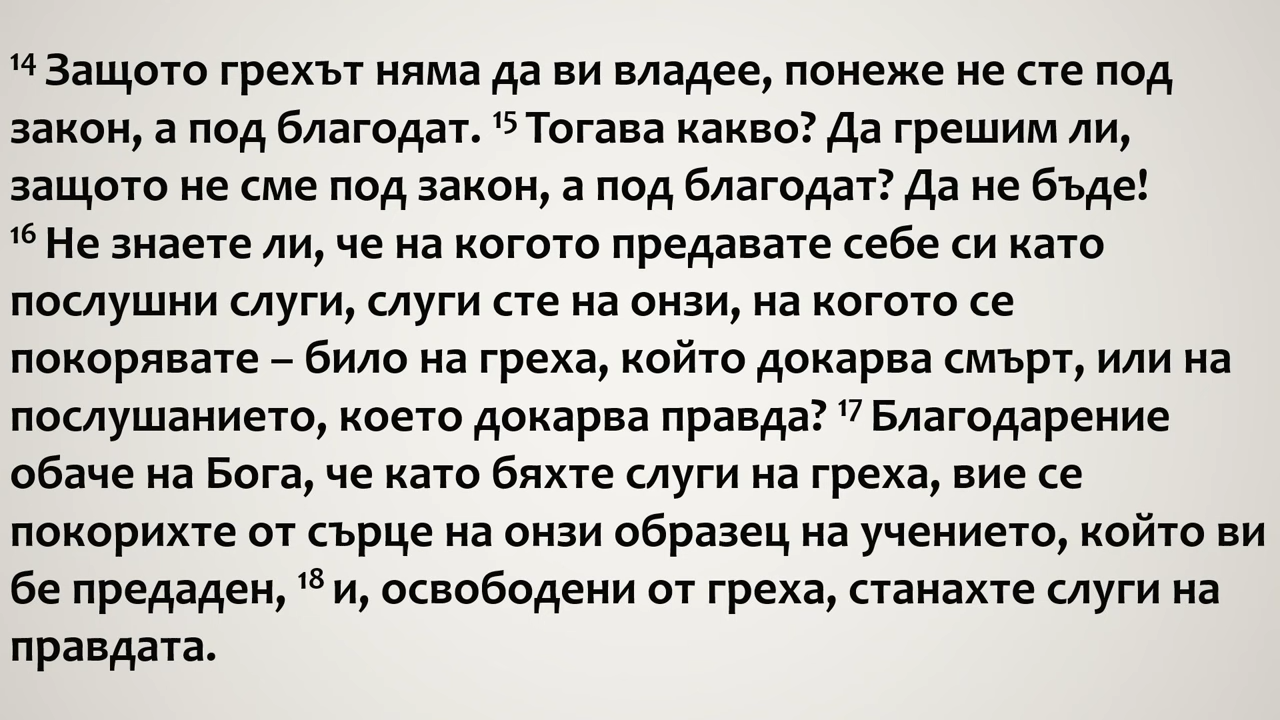 14 Защото грехът няма да ви владее, понеже не сте под
закон, а под благодат. 15 Тогава какво? Да грешим ли,
защото не сме под закон, а под благодат? Да не бъде!
16 Не знаете ли, че на когото предавате себе си като
послушни слуги, слуги сте на онзи, на когото се
покорявате – било на греха, който докарва смърт, или на
послушанието, което докарва правда? 17 Благодарение
обаче на Бога, че като бяхте слуги на греха, вие се
покорихте от сърце на онзи образец на учението, който ви
бе предаден, 18 и, освободени от греха, станахте слуги на
правдата.